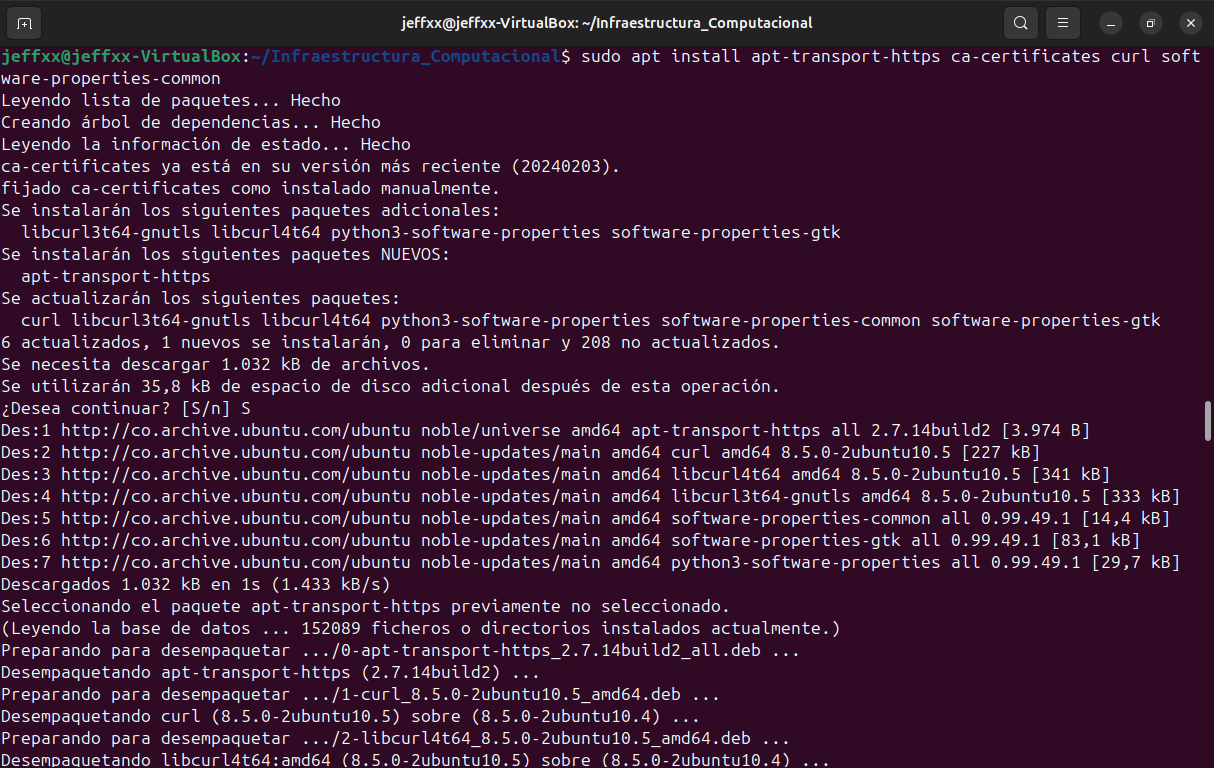 jeffxx@jeffxx-VirtualBox: ~/Infraestructura_Computacional
jeffxx@jeffxx-VirtualBox:~/Infraestructura_Computacional$ sudo apt install apt-transport-https ca-certificates curl soft
ware-properties-common
Leyendo lista de paquetes... Hecho
Creando árbol de dependencias... Hecho
Leyendo la información de estado... Hecho
ca-certificates ya está en su versión más reciente (20240203).
fijado ca-certificates como instalado manualmente.
Se instalarán los siguientes paquetes adicionales:
  libcurl3t64-gnutls libcurl4t64 python3-software-properties software-properties-gtk
Se instalarán los siguientes paquetes NUEVOS:
  apt-transport-https
Se actualizarán los siguientes paquetes:
  curl libcurl3t64-gnutls libcurl4t64 python3-software-properties software-properties-common software-properties-gtk
6 actualizados, 1 nuevos se instalarán, 0 para eliminar y 208 no actualizados.
Se necesita descargar 1.032 kB de archivos.
Se utilizarán 35,8 kB de espacio de disco adicional después de esta operación.
¿Desea continuar? [S/n] S
Des:1 http://co.archive.ubuntu.com/ubuntu noble/universe amd64 apt-transport-https all 2.7.14build2 [3.974 B]
Des:2 http://co.archive.ubuntu.com/ubuntu noble-updates/main amd64 curl amd64 8.5.0-2ubuntu10.5 [227 kB]
Des:3 http://co.archive.ubuntu.com/ubuntu noble-updates/main amd64 libcurl4t64 amd64 8.5.0-2ubuntu10.5 [341 kB]
Des:4 http://co.archive.ubuntu.com/ubuntu noble-updates/main amd64 libcurl3t64-gnutls amd64 8.5.0-2ubuntu10.5 [333 kB]
Des:5 http://co.archive.ubuntu.com/ubuntu noble-updates/main amd64 software-properties-common all 0.99.49.1 [14,4 kB]
Des:6 http://co.archive.ubuntu.com/ubuntu noble-updates/main amd64 software-properties-gtk all 0.99.49.1 [83,1 kB]
Des:7 http://co.archive.ubuntu.com/ubuntu noble-updates/main amd64 python3-software-properties all 0.99.49.1 [29,7 kB]
Descargados 1.032 kB en 1s (1.433 kB/s)
Seleccionando el paquete apt-transport-https previamente no seleccionado.
(Leyendo la base de datos ... 152089 ficheros o directorios instalados actualmente.)
Preparando para desempaquetar .../0-apt-transport-https_2.7.14build2_all.deb ...
Desempaquetando apt-transport-https (2.7.14build2) ...
Preparando para desempaquetar .../1-curl_8.5.0-2ubuntu10.5_amd64.deb ...
Desempaquetando curl (8.5.0-2ubuntu10.5) sobre (8.5.0-2ubuntu10.4) ...
Preparando para desempaquetar .../2-libcurl4t64_8.5.0-2ubuntu10.5_amd64.deb ...
Desempaquetando libcurl4t64:amd64 (8.5.0-2ubuntu10.5) sobre (8.5.0-2ubuntu10.4) ...